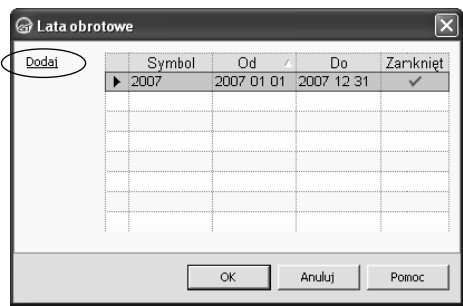 Lata obrotowe
Dodaj
Symbol Od Do Zamknięt
2007 2007 01 01 2007 12 31
OK Anuluj Pomoc